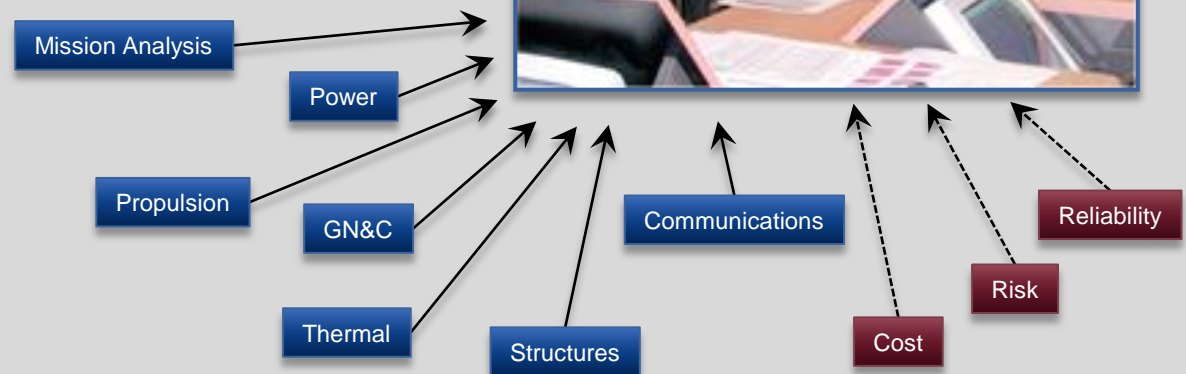 Mission Analysis
Power
Propulsion
GN&C
Communications
Reliability
Thermal
Structures
Risk
Cost